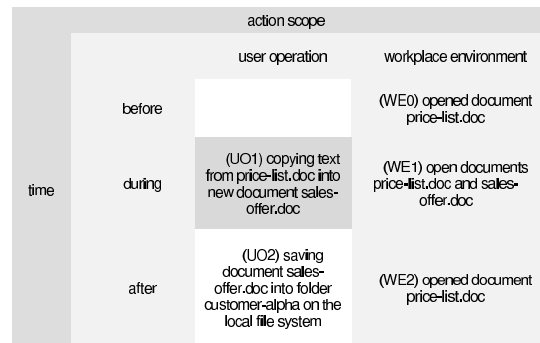 action scope
user operation
workplace environment
before
(WE0) opened document
price-list.doc
time
during
(UO1) copying text
from price-list.doc into
new document sales-
offer.doc
(WE1) open documents
price-list.doc and sales-
offer.doc
after
(UO2) saving
document sales-
offer.doc into folder
customer-alpha on the
local file system
(WE2) opened document
price-list.doc